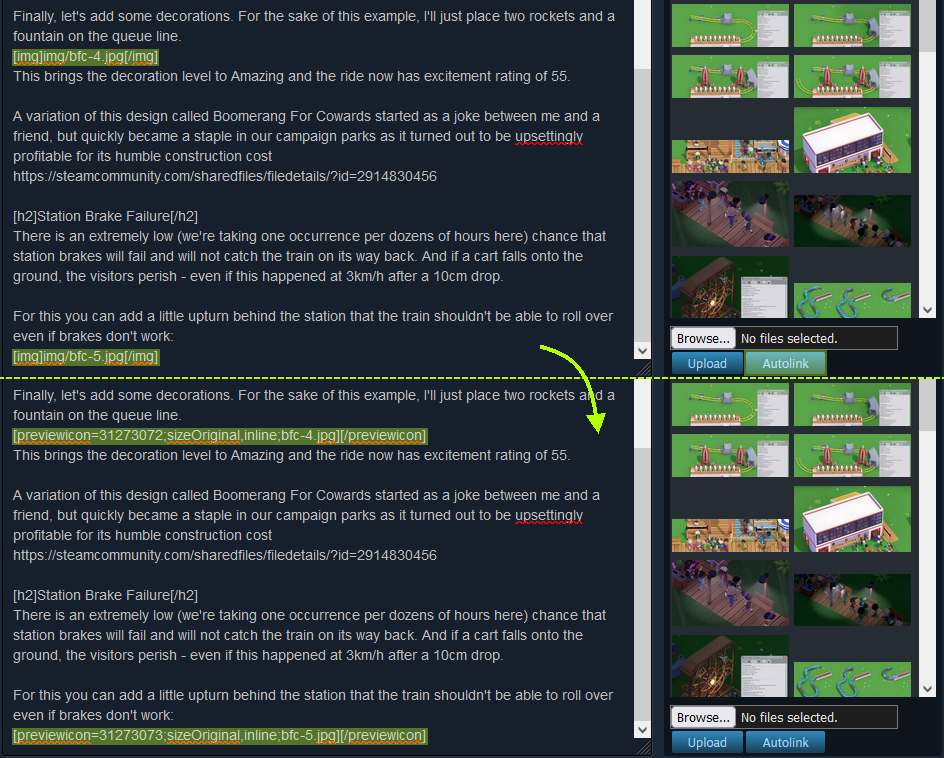 Finally, let's add some decorations. For the sake of this example, I'll just place two rockets and a
fountain on the queue line.
[img]img/bfc-4.jpg[/img]
This brings the decoration level to Amazing and the ride now has excitement rating of 55.
A variation of this design called Boomerang For Cowards started as a joke between me and a
friend, but quickly became a staple in our campaign parks as it turned out to be upsettingly
profitable for its humble construction cost
https://steamcommunity.com/sharedfiles/filedetails/?id=2914830456
[h2]Station Brake Failure[/h2]
There is an extremely low (we're taking one occurrence per dozens of hours here) chance that
station brakes will fail and will not catch the train on its way back. And if a cart falls onto the
ground, the visitors perish - even if this happened at 3km/h after a 10cm drop.
For this you can add a little upturn behind the station that the train shouldn't be able to roll over
even if brakes don't work:
[img]img/bfc-5.jpg[/img]
Browse... No files selected.
Upload Autolink
Finally, let's add some decorations. For the sake of this example, I'll just place two rockets and a
fountain on the queue line.
[previewicon=31273072;sizeOriginal,inline;bfc-4.jpg][/previewicon]
This brings the decoration level to Amazing and the ride now has excitement rating of 55.
A variation of this design called Boomerang For Cowards started as a joke between me and a
friend, but quickly became a staple in our campaign parks as it turned out to be upsettingly
profitable for its humble construction cost
https://steamcommunity.com/sharedfiles/filedetails/?id=2914830456
[h2]Station Brake Failure[/h2]
There is an extremely low (we're taking one occurrence per dozens of hours here) chance that
station brakes will fail and will not catch the train on its way back. And if a cart falls onto the
ground, the visitors perish - even if this happened at 3km/h after a 10cm drop.
For this you can add a little upturn behind the station that the train shouldn't be able to roll over
even if brakes don't work:
[previewicon=31273073;sizeOriginal,inline;bfc-5.jpg][/previewicon]
Browse... No files selected.
Upload Autolink